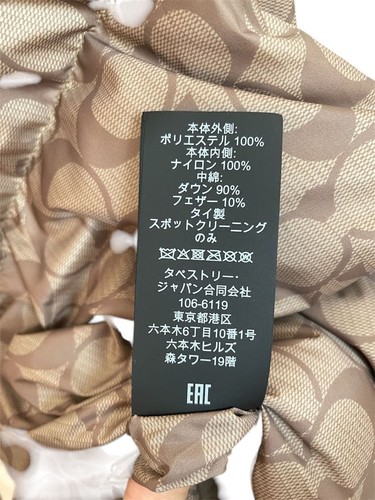 本体外側:
ポリエステル 100%
本体内側:
ナイロン 100%
中綿:
ダウン 90%
フェザー 10%
タイ製
スポットクリーニング
のみ
タペストリー・
ジャパン合同会社
106-6119
東京都港区
六本木6丁目10番1号
六本木ヒルズ
森タワー19階
EAC